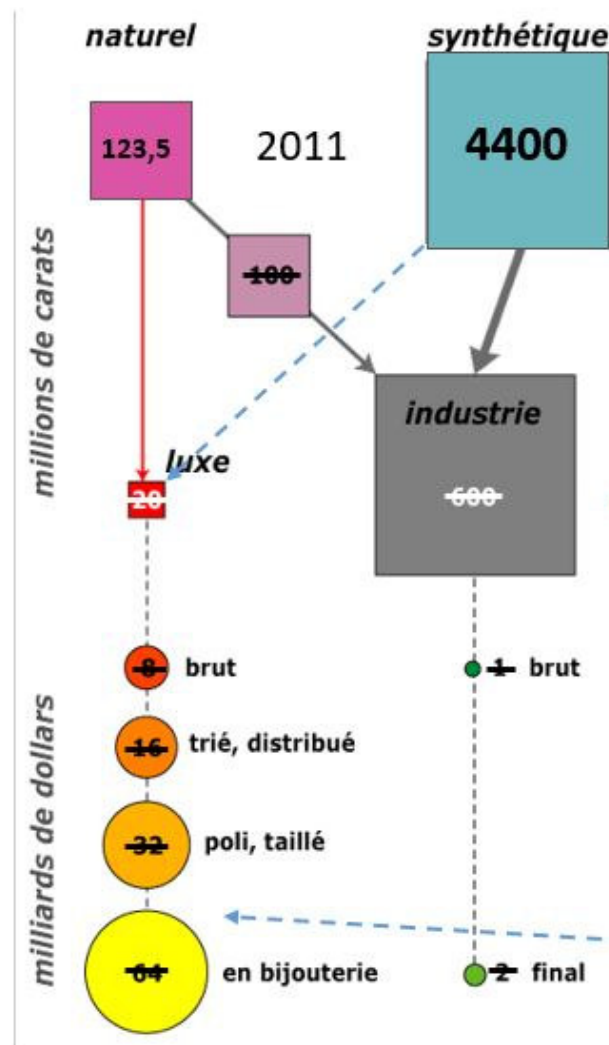 naturel
synthétique
123,5
2011
4400
100
millions de carats
industrie
luxe
20
600
8 brut
1 brut
16 trié, distribué
milliards de dollars
32 poli, taillé
64 en bijouterie
2 final